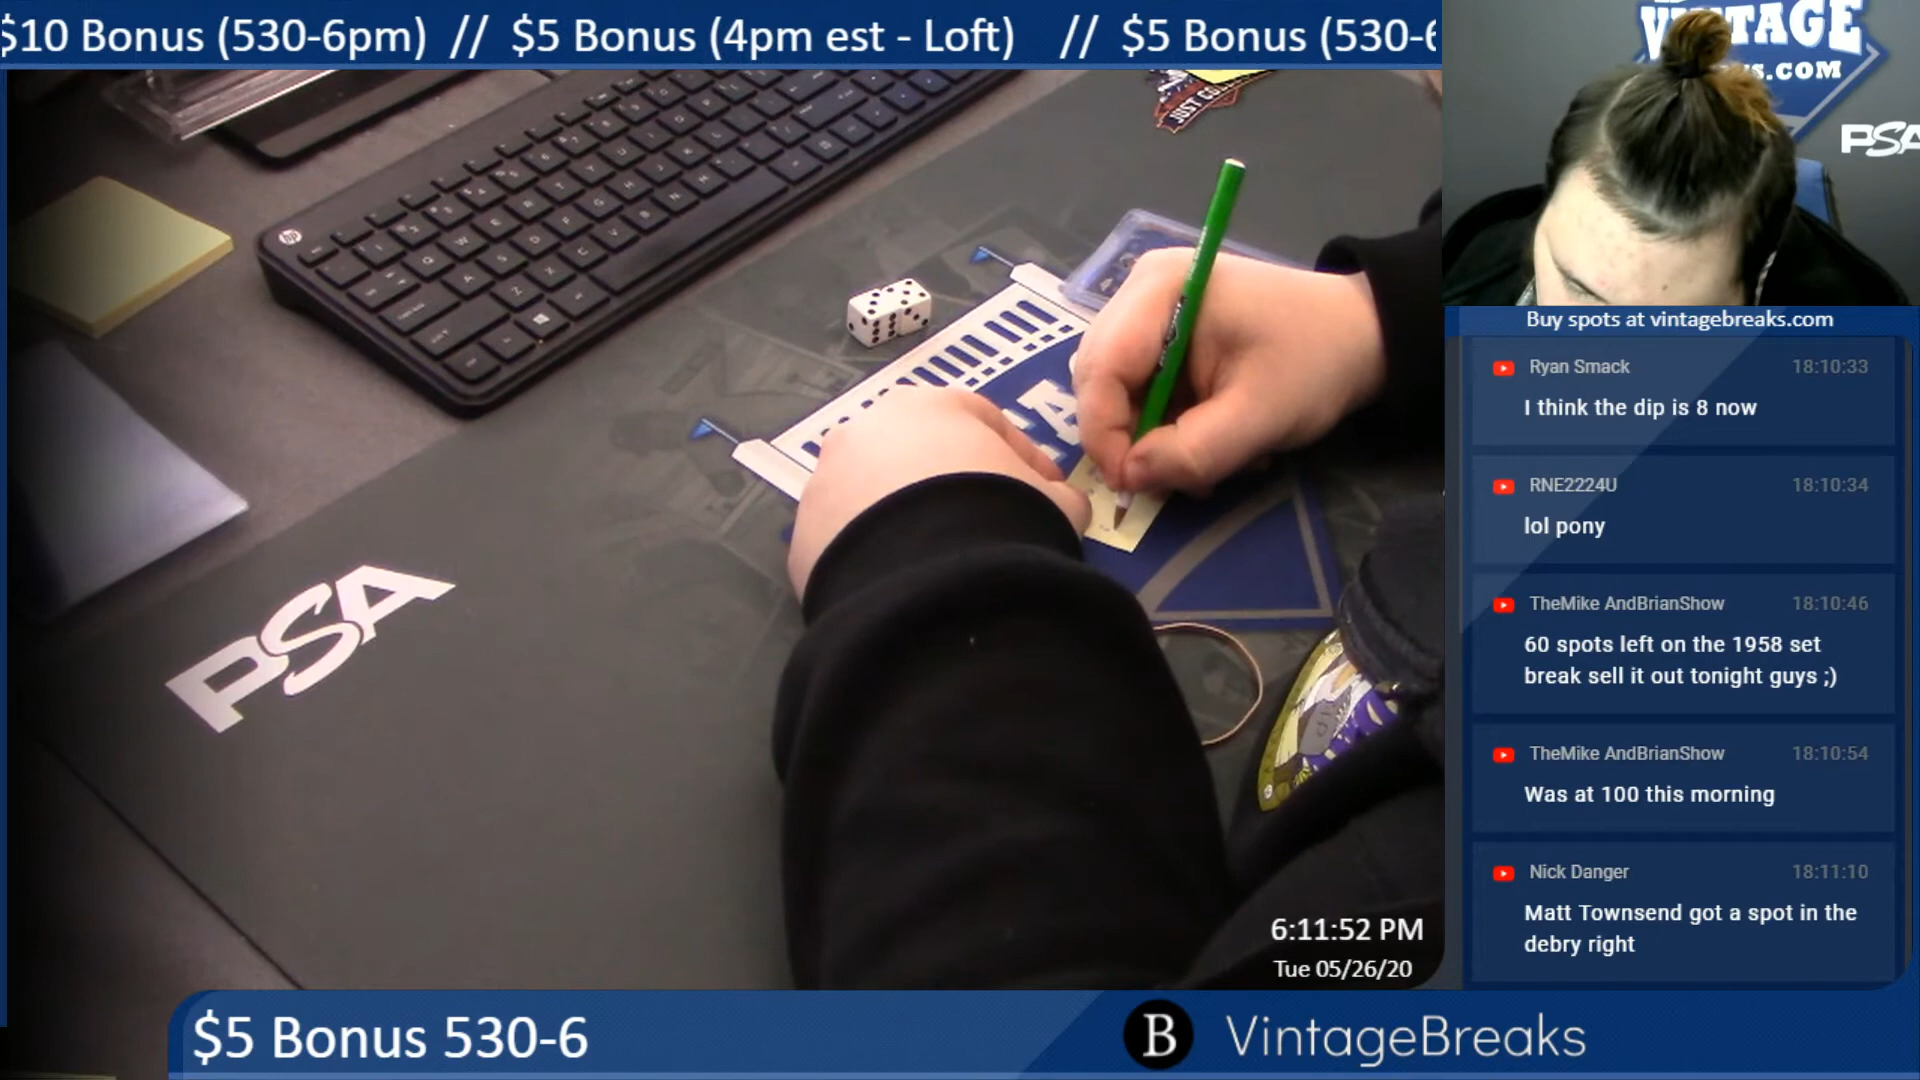 $10 Bonus (530-6pm) // $5 Bonus (4pm est - Loft) // $5 Bonus (530-6
VINTAGE
S.COM
PSA
JUST CO
hp
PSA
Buy spots at vintagebreaks.com
Ryan Smack 18:10:33
I think the dip is 8 now
RNE2224U 18:10:34
lol pony
TheMike AndBrianShow 18:10:46
60 spots left on the 1958 set
break sell it out tonight guys ;)
TheMike AndBrianShow 18:10:54
Was at 100 this morning
Nick Danger 18:11:10
Matt Townsend got a spot in the
debry right
6:11:52 PM
Tue 05/26/20
$5 Bonus 530-6
B VintageBreaks